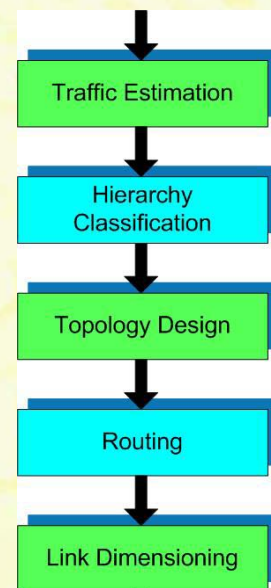 Traffic Estimation
Hierarchy
Classification
Topology Design
Routing
Link Dimensioning